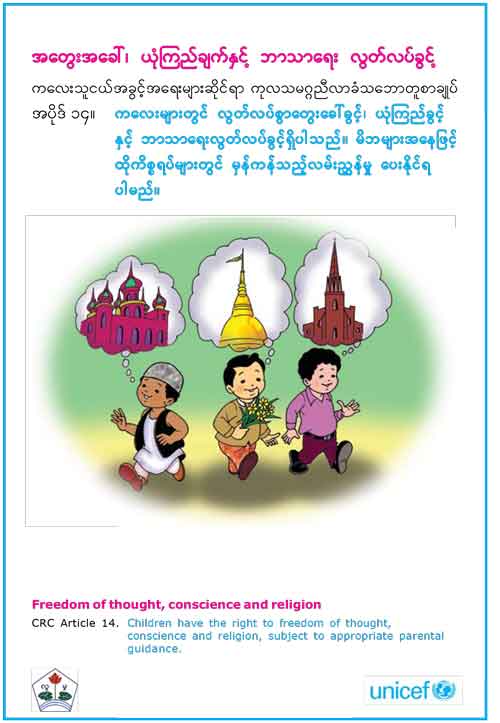 အတွေးအခေါ်၊ ယုံကြည်ချက်နှင့် ဘာသာရေး လွတ်လပ်ခွင့်
ကလေးသူငယ်အခွင့်အရေးများဆိုင်ရာ ကုလသမဂ္ဂညီလာခံသဘောတူစာချုပ်
အပိုဒ် ၁၄။ ကလေးများတွင် လွတ်လပ်စွာတွေးခေါ်ခွင့်၊ ယုံကြည်ခွင့်
နှင့် ဘာသာရေးလွတ်လပ်ခွင့်ရှိပါသည်။ မိဘများအနေဖြင့်
ထိုကိစ္စရပ်များတွင် မှန်ကန်သည့်လမ်းညွှန်မှု ပေးနိုင်ရ
ပါမည်။
Freedom of thought, conscience and religion
CRC Article 14. Children have the right to freedom of thought,
conscience and religion, subject to appropriate parental
guidance.
unicef